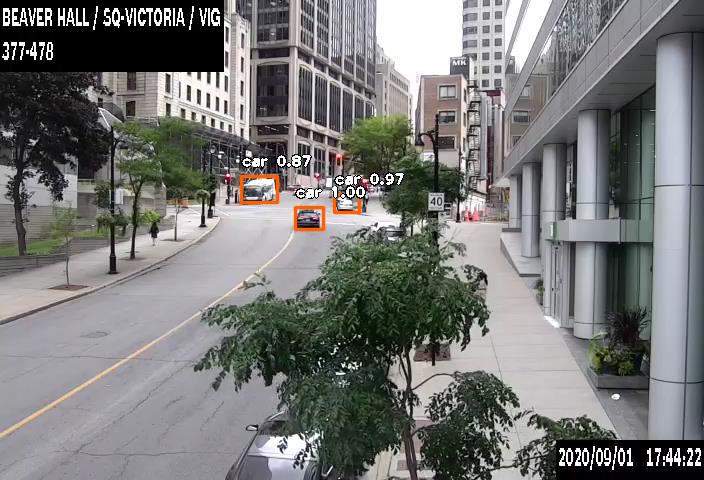 BEAVER HALL / SQ-VICTORIA / VIG
377-478
MK
car 0.87
car 0.97
car 1.00
40
2020/09/01 17:44:22